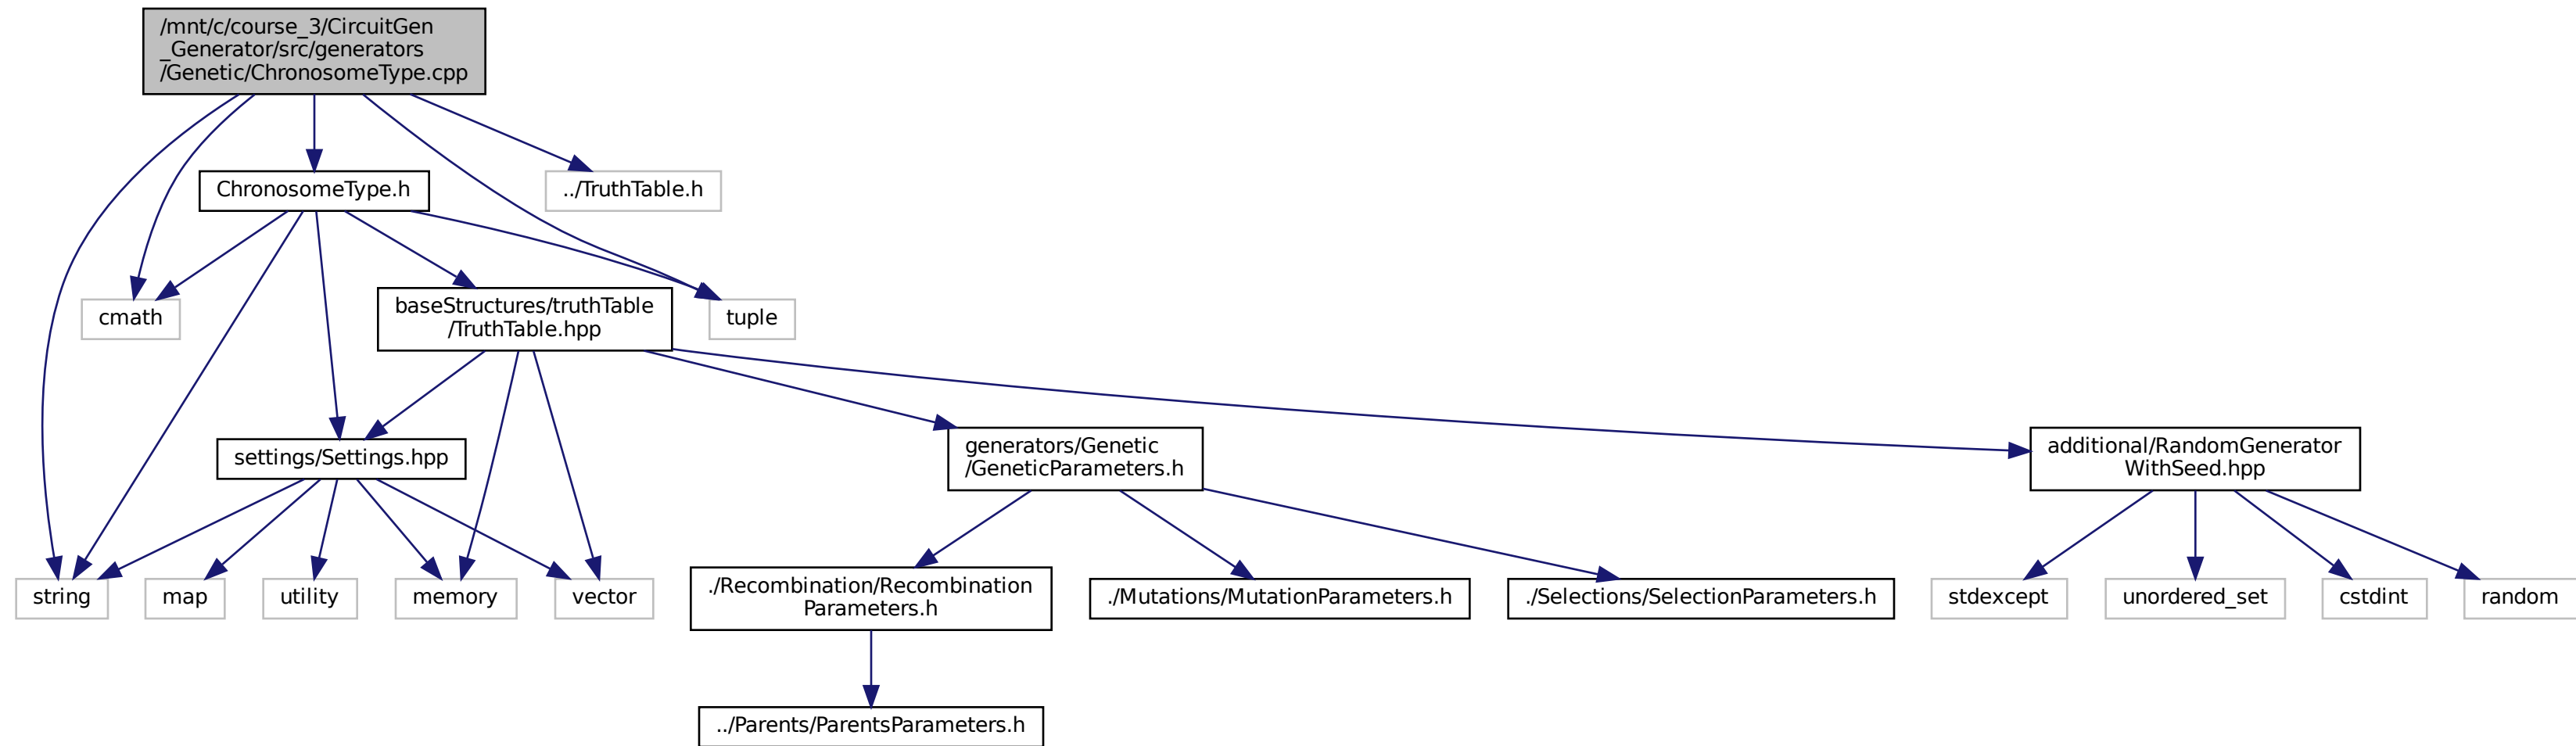 /mnt/c/course_3/CircuitGen
_Generator/src/generators
/Genetic/ChronosomeType.cpp
ChronosomeType.h
../TruthTable.h
cmath
baseStructures/truthTable
/TruthTable.hpp
tuple
settings/Settings.hpp
generators/Genetic
/GeneticParameters.h
additional/RandomGenerator
WithSeed.hpp
string
map
utility
memory
vector
./Recombination/Recombination
Parameters.h
./Mutations/MutationParameters.h
./Selections/SelectionParameters.h
stdexcept
unordered_set
cstdint
random
../Parents/ParentsParameters.h